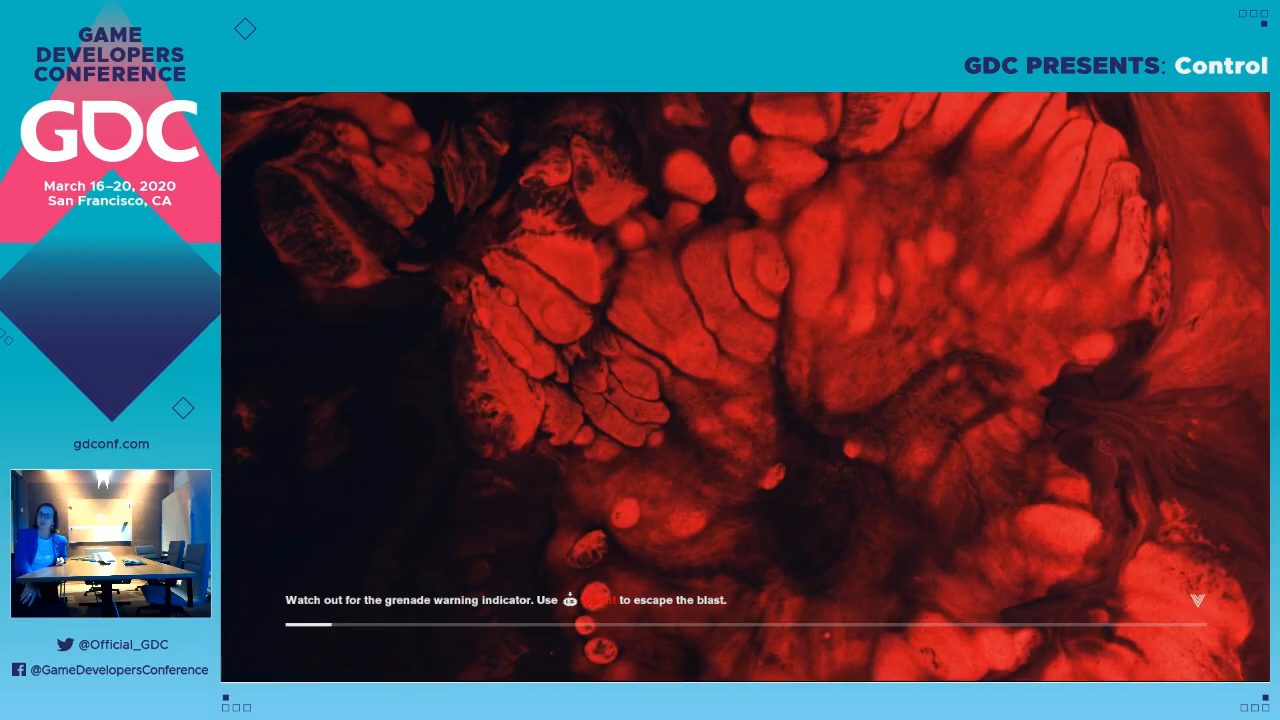 GAME
DEVELOPERS
CONFERENCE
GDC
March 16-20, 2020
San Francisco, CA
gdconf.com
@Official_GDC
@GameDevelopersConference
GDC PRESENTS: Control
Watch out for the grenade warning indicator. Use to escape the blast.